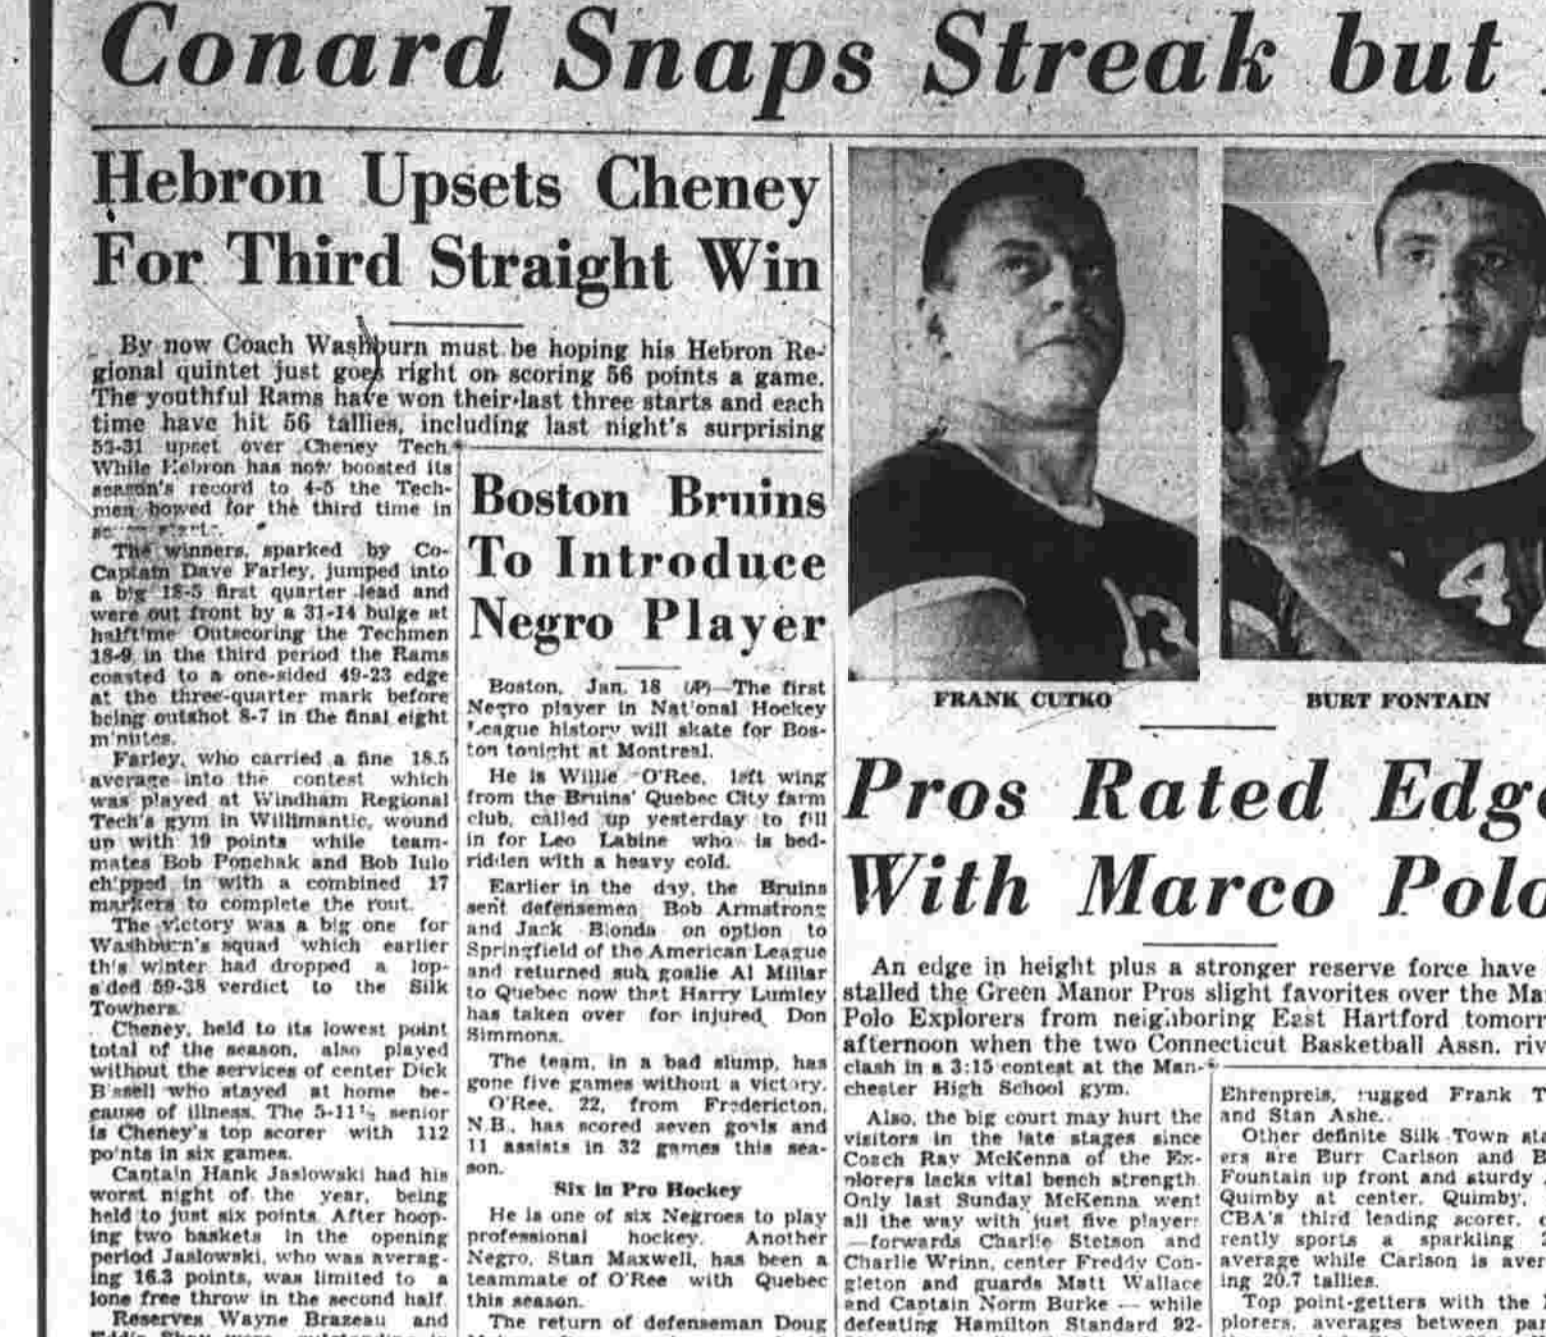 Conard Snaps Streak but
Hebron Upsets Cheney
For Third Straight Win
By now Coach Washburn must be hoping his Hebron Re-
gional quintet just goes right on scoring 56 points a game.
The youthful Rams have won their last three starts and each
time have hit 56 tallies, including last night's surprising
53-31 upset over Cheney Tech.
While Hebron has now boosted its
season's record to 4-5 the Tech-
men bowed for the third time in
The winners, sparked by Co-
Captain Dave Farley, jumped into
a big 18-5 first quarter lead and
were out front by a 31-14 bulge at
halft'me Outscoring the Techmen
18-9 in the third period the Rams
coasted to a one-sided 49-23 edge
at the three-quarter mark before
being outshot 8-7 in the final eight
m'nutes.
Farley, who carried a fine 18.5
average into the contest which
was played at Windham Regional
Tech's gym in Willimantic, wound
up with 19 points while team-
mates Bob Ponchak and Bob Iulo
ch'pped in with a combined 17
markers to complete the rout.
The victory was a big one for
Washburn's squad which earlier
th's winter had dropped a lop-
s'ded 59-38 verdict to the Silk
Towners.
Cheney, held to its lowest point
total of the season, also played
without the services of center Dick
B'ssell who stayed at home be-
cause of illness. The 5-11½ senior
is Cheney's top scorer with 112
po'nts in six games.
Captain Hank Jaslowski had his
worst night of the year, being
held to just six points. After hoop-
ing two baskets in the opening
period Jaslowski, who was averag-
ing 16.3 points, was limited to a
lone free throw in the second half.
Reserves Wayne Brazeau and
Boston Bruins
To Introduce
Negro Player
Boston, Jan. 18 (AP)—The first
Negro player in Nat'onal Hockey
League history will skate for Bos-
ton tonight at Montreal.
He is Willie O'Ree, left wing
from the Bruins' Quebec City farm
club, called up yesterday to fill
in for Leo Labine who is bed-
ridden with a heavy cold.
Earlier in the day, the Bruins
sent defensemen Bob Armstrong
and Jack Bionda on option to
Springfield of the American League
and returned sub goalie Al Millar
to Quebec now that Harry Lumley
has taken over for injured Don
Simmons.
The team, in a bad slump, has
gone five games without a victory.
O'Ree, 22, from Fredericton,
N.B., has scored seven goals and
11 assists in 32 games this sea-
son.
Six in Pro Hockey
He is one of six Negroes to play
professional hockey. Another
Negro, Stan Maxwell, has been a
teammate of O'Ree with Quebec
this season.
The return of defenseman Doug
13
4
FRANK CUTKO
BURT FONTAIN
Pros Rated Edge
With Marco Polo
An edge in height plus a stronger reserve force have
stalled the Green Manor Pros slight favorites over the Ma
Polo Explorers from neighboring East Hartford tomorr
afternoon when the two Connecticut Basketball Assn. riv
clash in a 3:15 contest at the Man-
chester High School gym.
Also, the big court may hurt the
visitors in the late stages since
Coach Ray McKenna of the Ex-
plorers lacks vital bench strength.
Only last Sunday McKenna went
all the way with just five players
—forwards Charlie Stetson and
Charlie Wrinn, center Freddy Con-
gleton and guards Matt Wallace
and Captain Norm Burke — while
defeating Hamilton Standard 92-
Ehrenpreis, rugged Frank T
and Stan Ashe.
Other definite Silk Town sta
ers are Burr Carlson and B
Fountain up front and sturdy
Quimby at center. Quimby,
CBA's third leading scorer, c
rently sports a sparkling 2
average while Carlson is aver
ing 20.7 tallies.
Top point-getters with the
plorers, averages between par